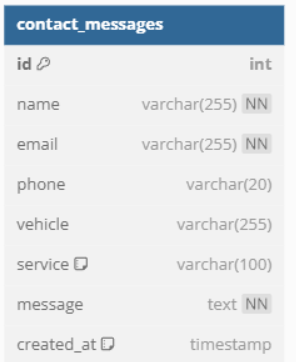 contact_messages
id int
name varchar(255) NN
email varchar(255) NN
phone varchar(20)
vehicle varchar(255)
service varchar(100)
message text NN
created_at timestamp